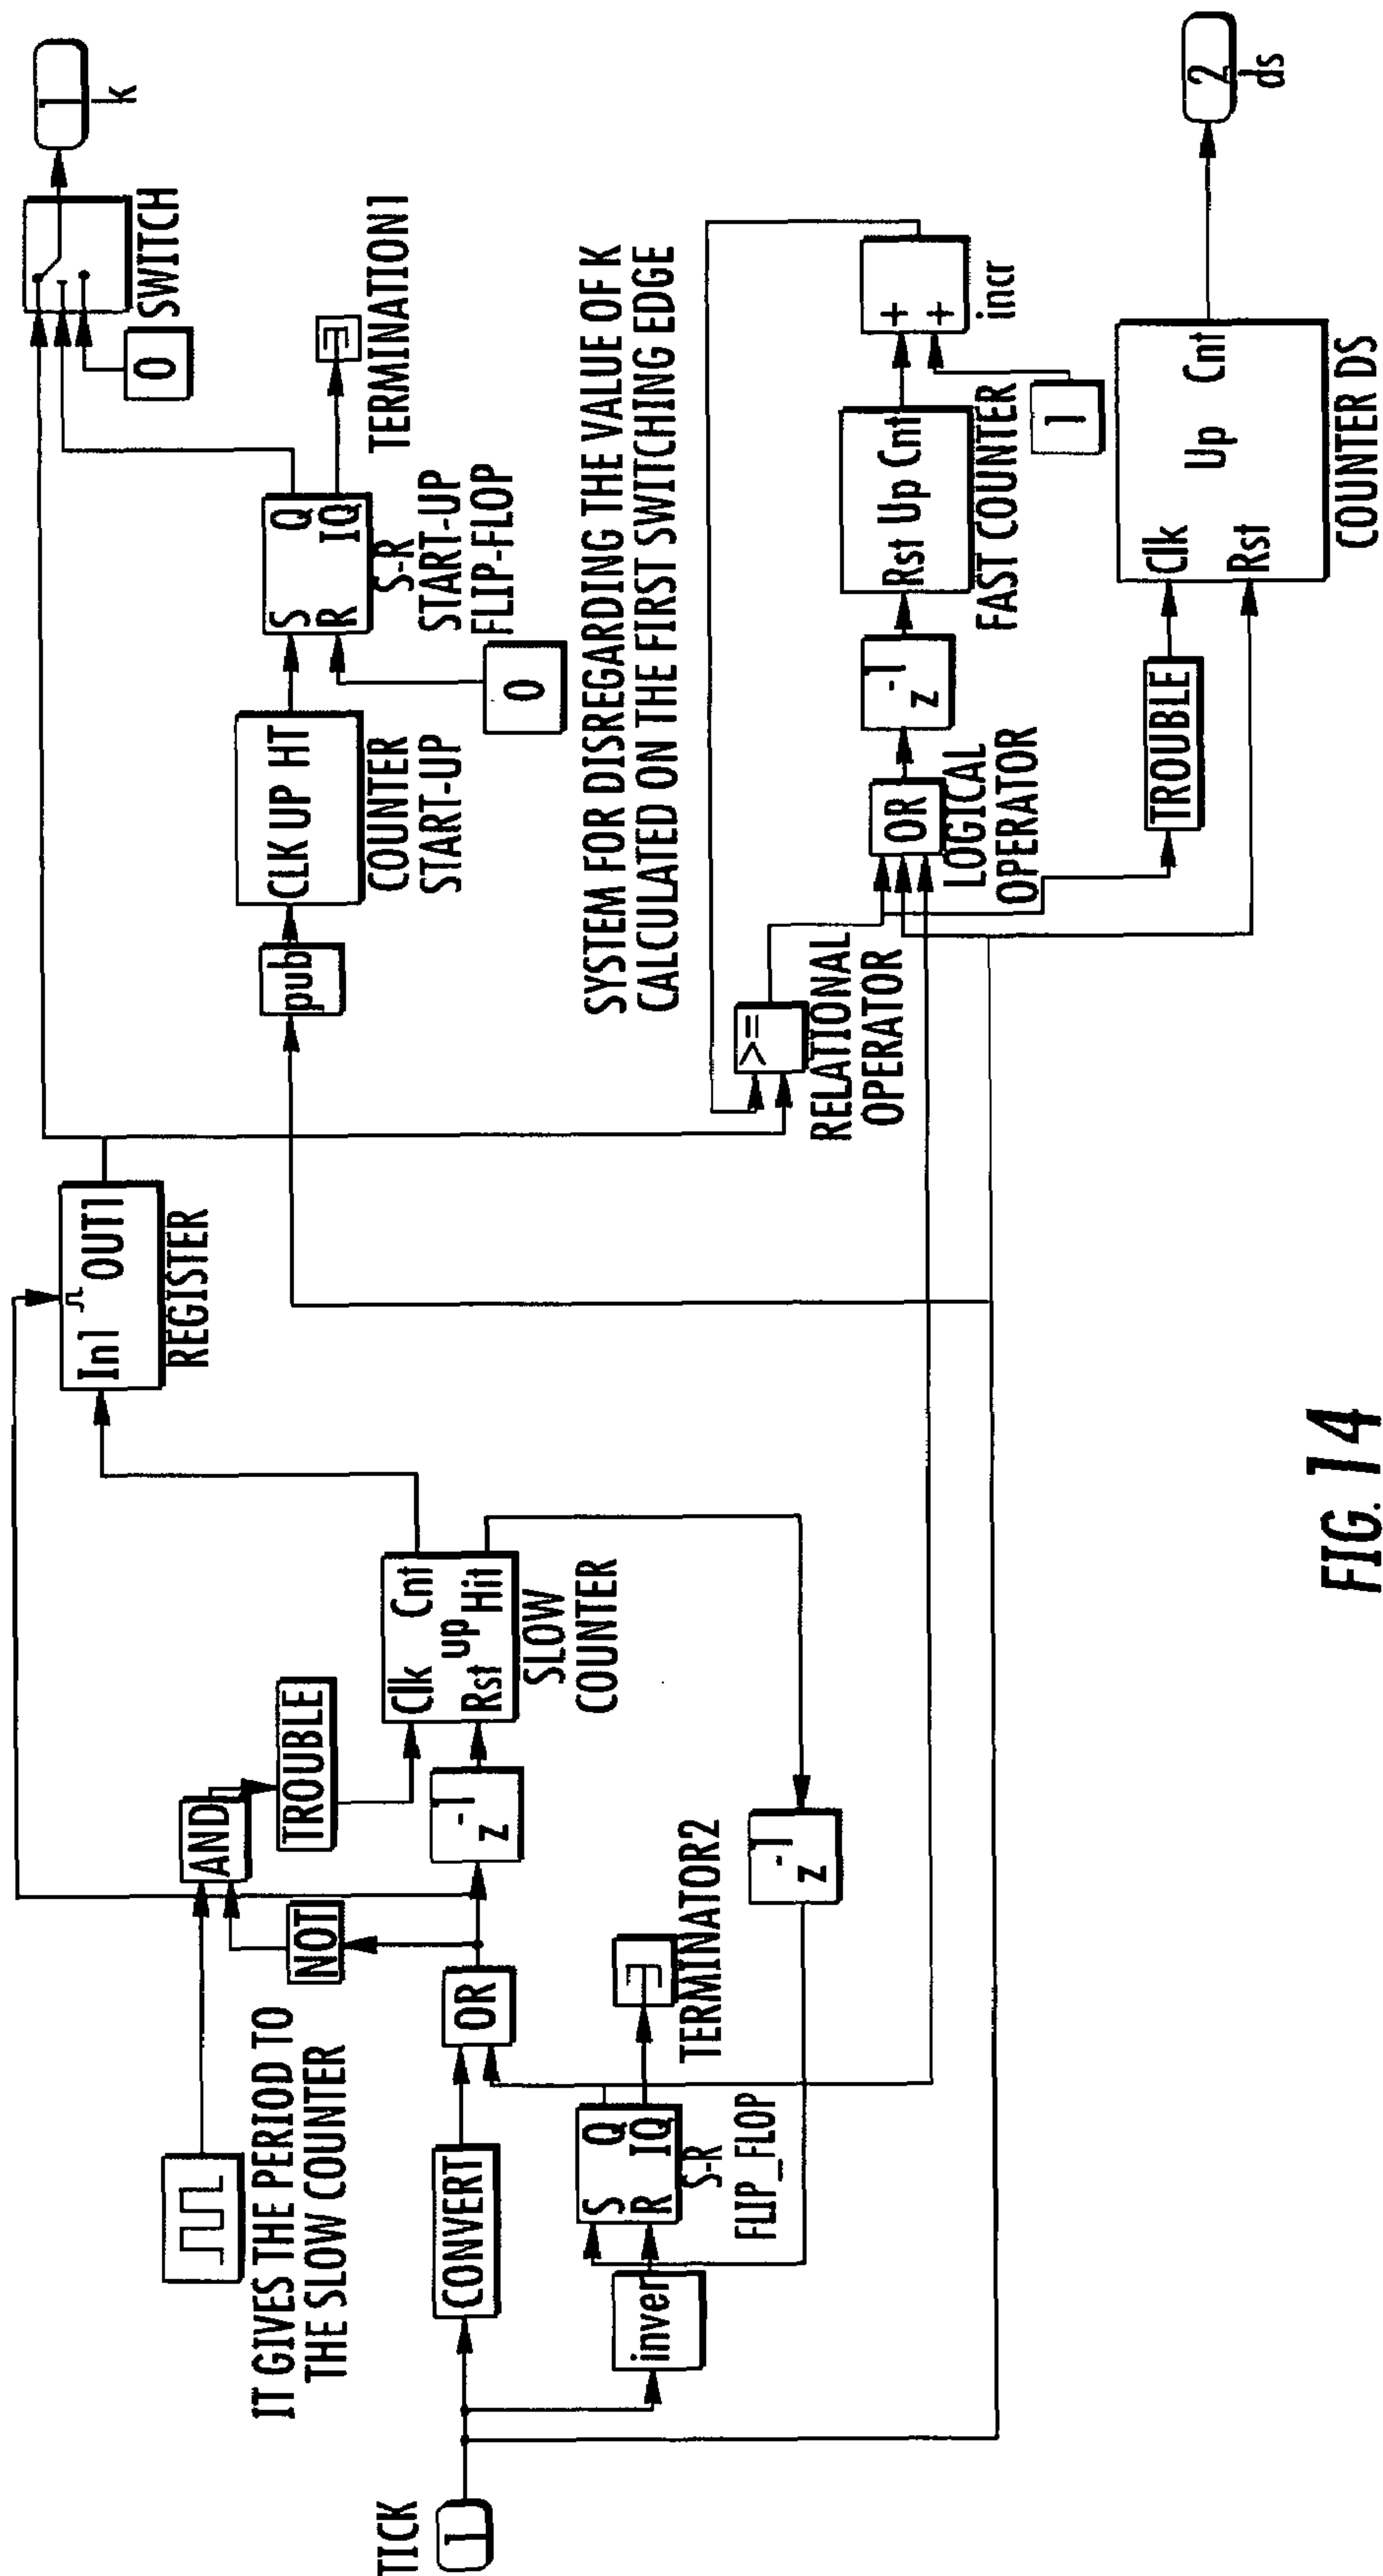 TICK
1
IT GIVES THE PERIOD TO
THE SLOW COUNTER
CONVERT
inver
S Q
R IQ
S-R
FLIP_FLOP
TERMINATOR2
OR
NOT
AND
TROUBLE
z -1
z -1
Clk Cnt
up
Rst Hit
SLOW
COUNTER
In1 OUT1
REGISTER
pub
CLK UP HT
COUNTER
START-UP
0
S Q
R IQ
S-R
START-UP
FLIP-FLOP
TERMINATION1
0
SWITCH
1
k
SYSTEM FOR DISREGARDING THE VALUE OF K
CALCULATED ON THE FIRST SWITCHING EDGE
>=
RELATIONAL
OPERATOR
OR
LOGICAL
OPERATOR
z -1
Rst Up Cnt
FAST COUNTER
1
+
+
incr
TROUBLE
Clk
Up Cnt
Rst
COUNTER DS
2
ds
FIG. 14